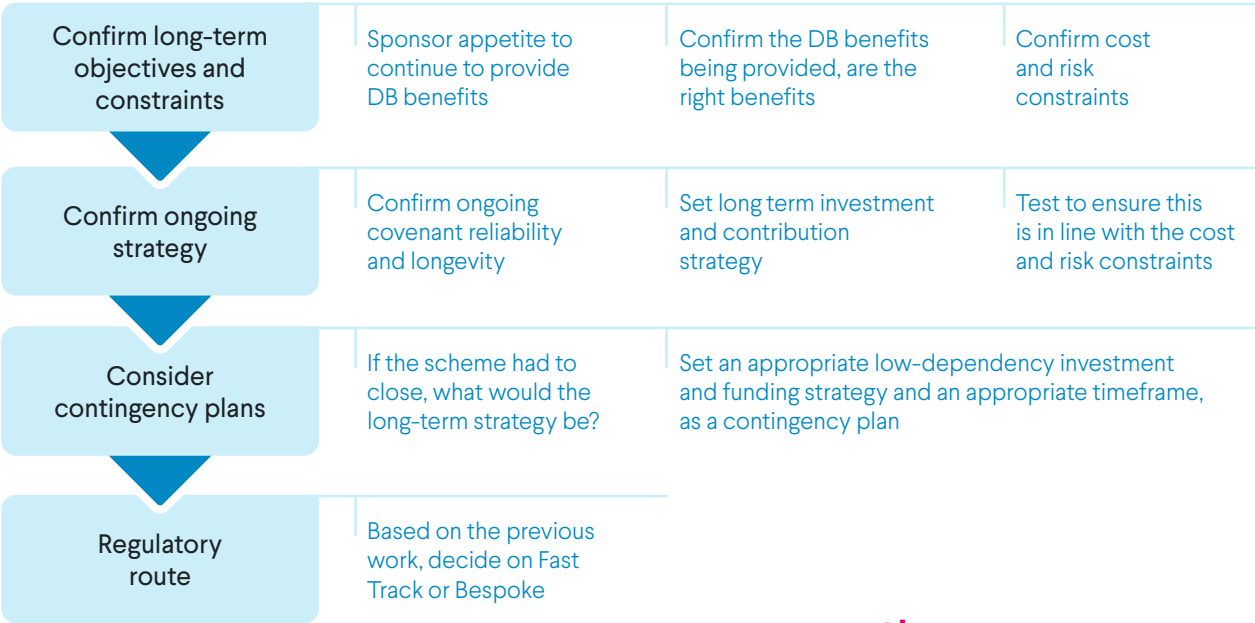 Confirm long-term
objectives and
constraints
Sponsor appetite to
continue to provide
DB benefits
Confirm the DB benefits
being provided, are the
right benefits
Confirm cost
and risk
constraints
Confirm ongoing
strategy
Confirm ongoing
covenant reliability
and longevity
Set long term investment
and contribution
strategy
Test to ensure this
is in line with the cost
and risk constraints
Consider
contingency plans
If the scheme had to
close, what would the
long-term strategy be?
Set an appropriate low-dependency investment
and funding strategy and an appropriate timeframe,
as a contingency plan
Regulatory
route
Based on the previous
work, decide on Fast
Track or Bespoke